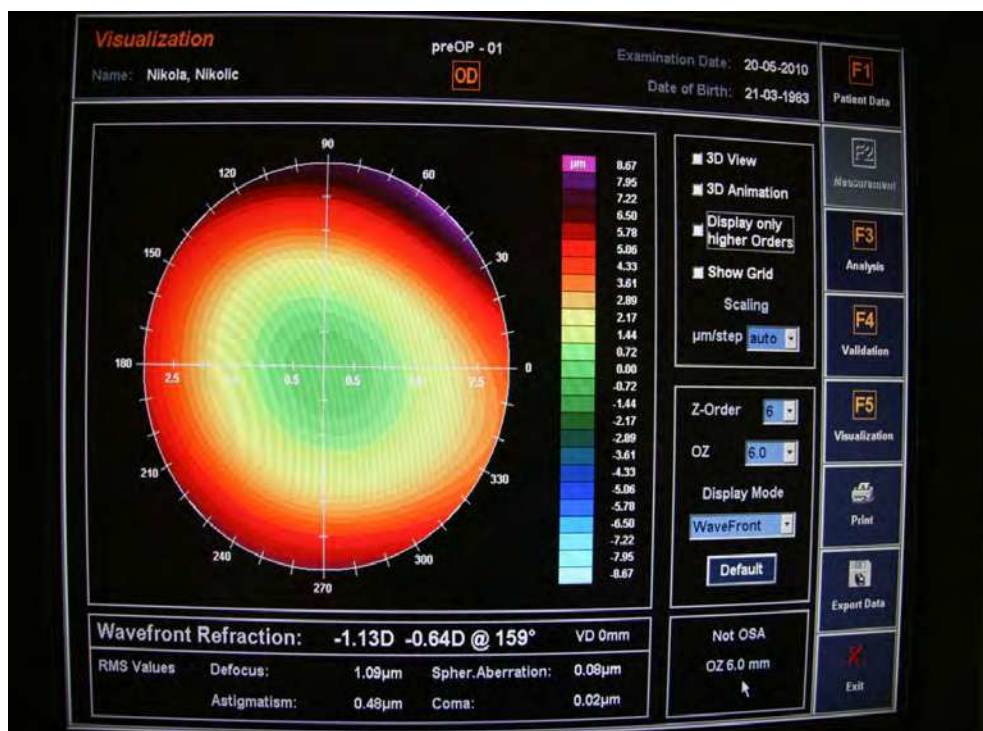 Visualization
preOP - 01
Name: Nikola, Nikolic
OD
Examination Date: 20-05-2010
Date of Birth: 21-03-1983
F1
Patient Data
F2
Measurement
F3
Analysis
F4
Validation
F5
Visualization
Print
Export Data
Exit
90
120
60
150
30
180
0
2.5
0.5
0.5
2.5
210
330
240
300
270
µm
8.67
7.95
7.22
6.50
5.78
5.06
4.33
3.61
2.89
2.17
1.44
0.72
0.00
-0.72
-1.44
-2.17
-2.89
-3.61
-4.33
-5.06
-5.78
-6.50
-7.22
-7.95
-8.67
3D View
3D Animation
Display only
higher Orders
Show Grid
Scaling
µm/step auto
Z-Order 6
OZ 6.0
Display Mode
WaveFront
Default
Wavefront Refraction: -1.13D -0.64D @ 159° VD 0mm
RMS Values Defocus: 1.09µm Spher.Aberration: 0.08µm
Astigmatism: 0.48µm Coma: 0.02µm
Not OSA
OZ 6.0 mm